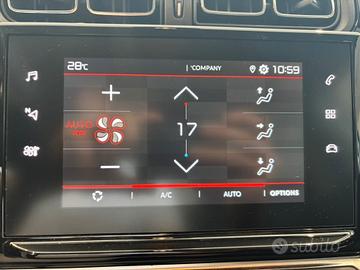 28°C
'COMPANY
10:59
AUTO
17
N
A/C
AUTO
OPTIONS
subito